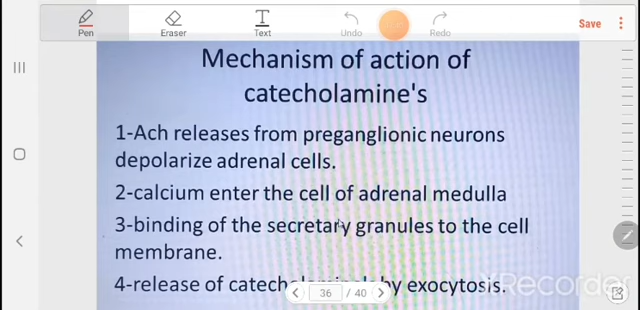 Pen
Eraser
Text
Undo
Redo
Save
Mechanism of action of
catecholamine's
1-Ach releases from preganglionic neurons
depolarize adrenal cells.
2-calcium enter the cell of adrenal medulla
3-binding of the secretary granules to the cell
membrane.
4-release of by exocytosis.
36 / 40
XRecorder